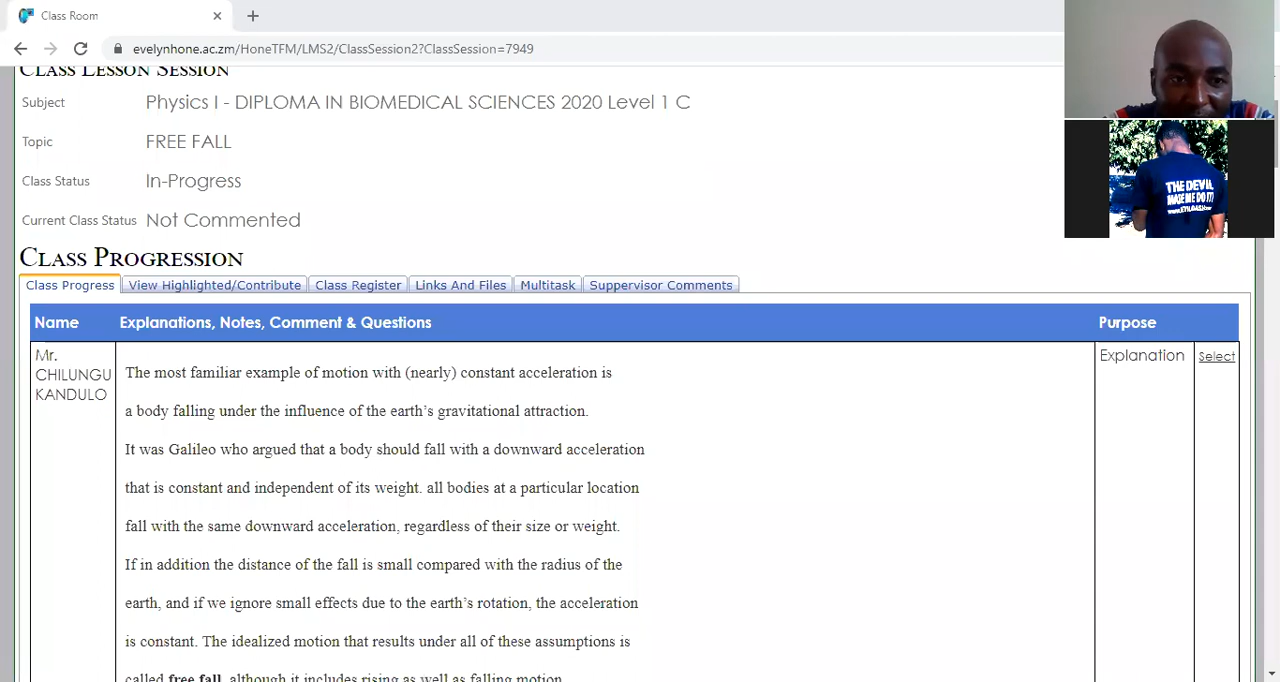 Class Room
evelynhone.ac.zm/HoneTFM/LMS2/ClassSession2?ClassSession=7949
CLASS LESSON SESSION
Subject Physics I - DIPLOMA IN BIOMEDICAL SCIENCES 2020 Level 1 C
Topic FREE FALL
Class Status In-Progress
Current Class Status Not Commented
CLASS PROGRESSION
Class Progress View Highlighted/Contribute Class Register Links And Files Multitask Suppervisor Comments
Name Explanations, Notes, Comment & Questions Purpose
Mr. CHILUNGU KANDULO Explanation Select
The most familiar example of motion with (nearly) constant acceleration is
a body falling under the influence of the earth's gravitational attraction.
It was Galileo who argued that a body should fall with a downward acceleration
that is constant and independent of its weight. all bodies at a particular location
fall with the same downward acceleration, regardless of their size or weight.
If in addition the distance of the fall is small compared with the radius of the
earth, and if we ignore small effects due to the earth's rotation, the acceleration
is constant. The idealized motion that results under all of these assumptions is
called free fall, although it includes rising as well as falling motion.
THE DEVIL
MADE ME DO IT!